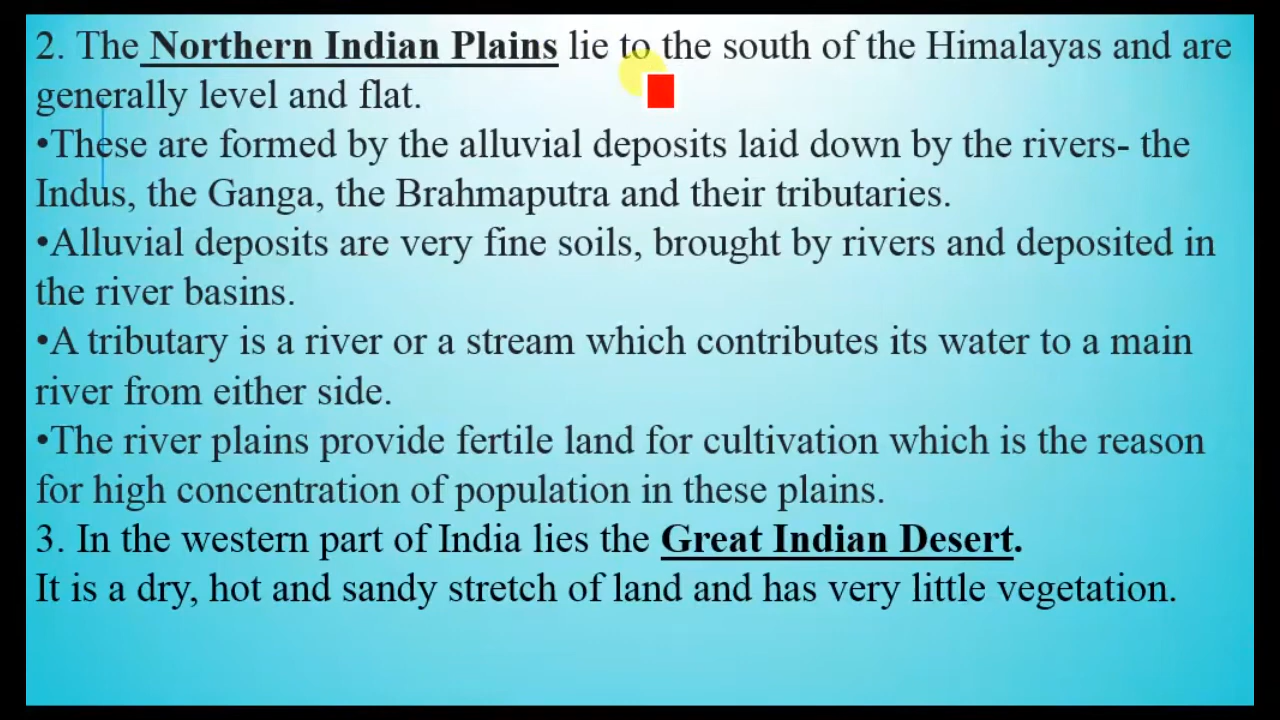 2. The Northern Indian Plains lie to the south of the Himalayas and are
generally level and flat.
•These are formed by the alluvial deposits laid down by the rivers- the
Indus, the Ganga, the Brahmaputra and their tributaries.
•Alluvial deposits are very fine soils, brought by rivers and deposited in
the river basins.
•A tributary is a river or a stream which contributes its water to a main
river from either side.
•The river plains provide fertile land for cultivation which is the reason
for high concentration of population in these plains.
3. In the western part of India lies the Great Indian Desert.
It is a dry, hot and sandy stretch of land and has very little vegetation.